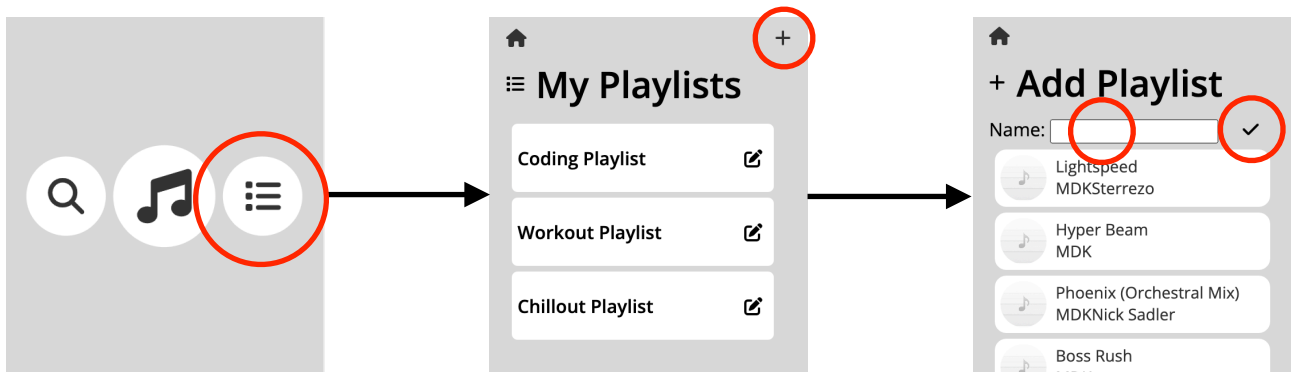 My Playlists
Coding Playlist
Workout Playlist
Chillout Playlist
+ Add Playlist
Name:
Lightspeed
MDKSterrezo
Hyper Beam
MDK
Phoenix (Orchestral Mix)
MDKNick Sadler
Boss Rush